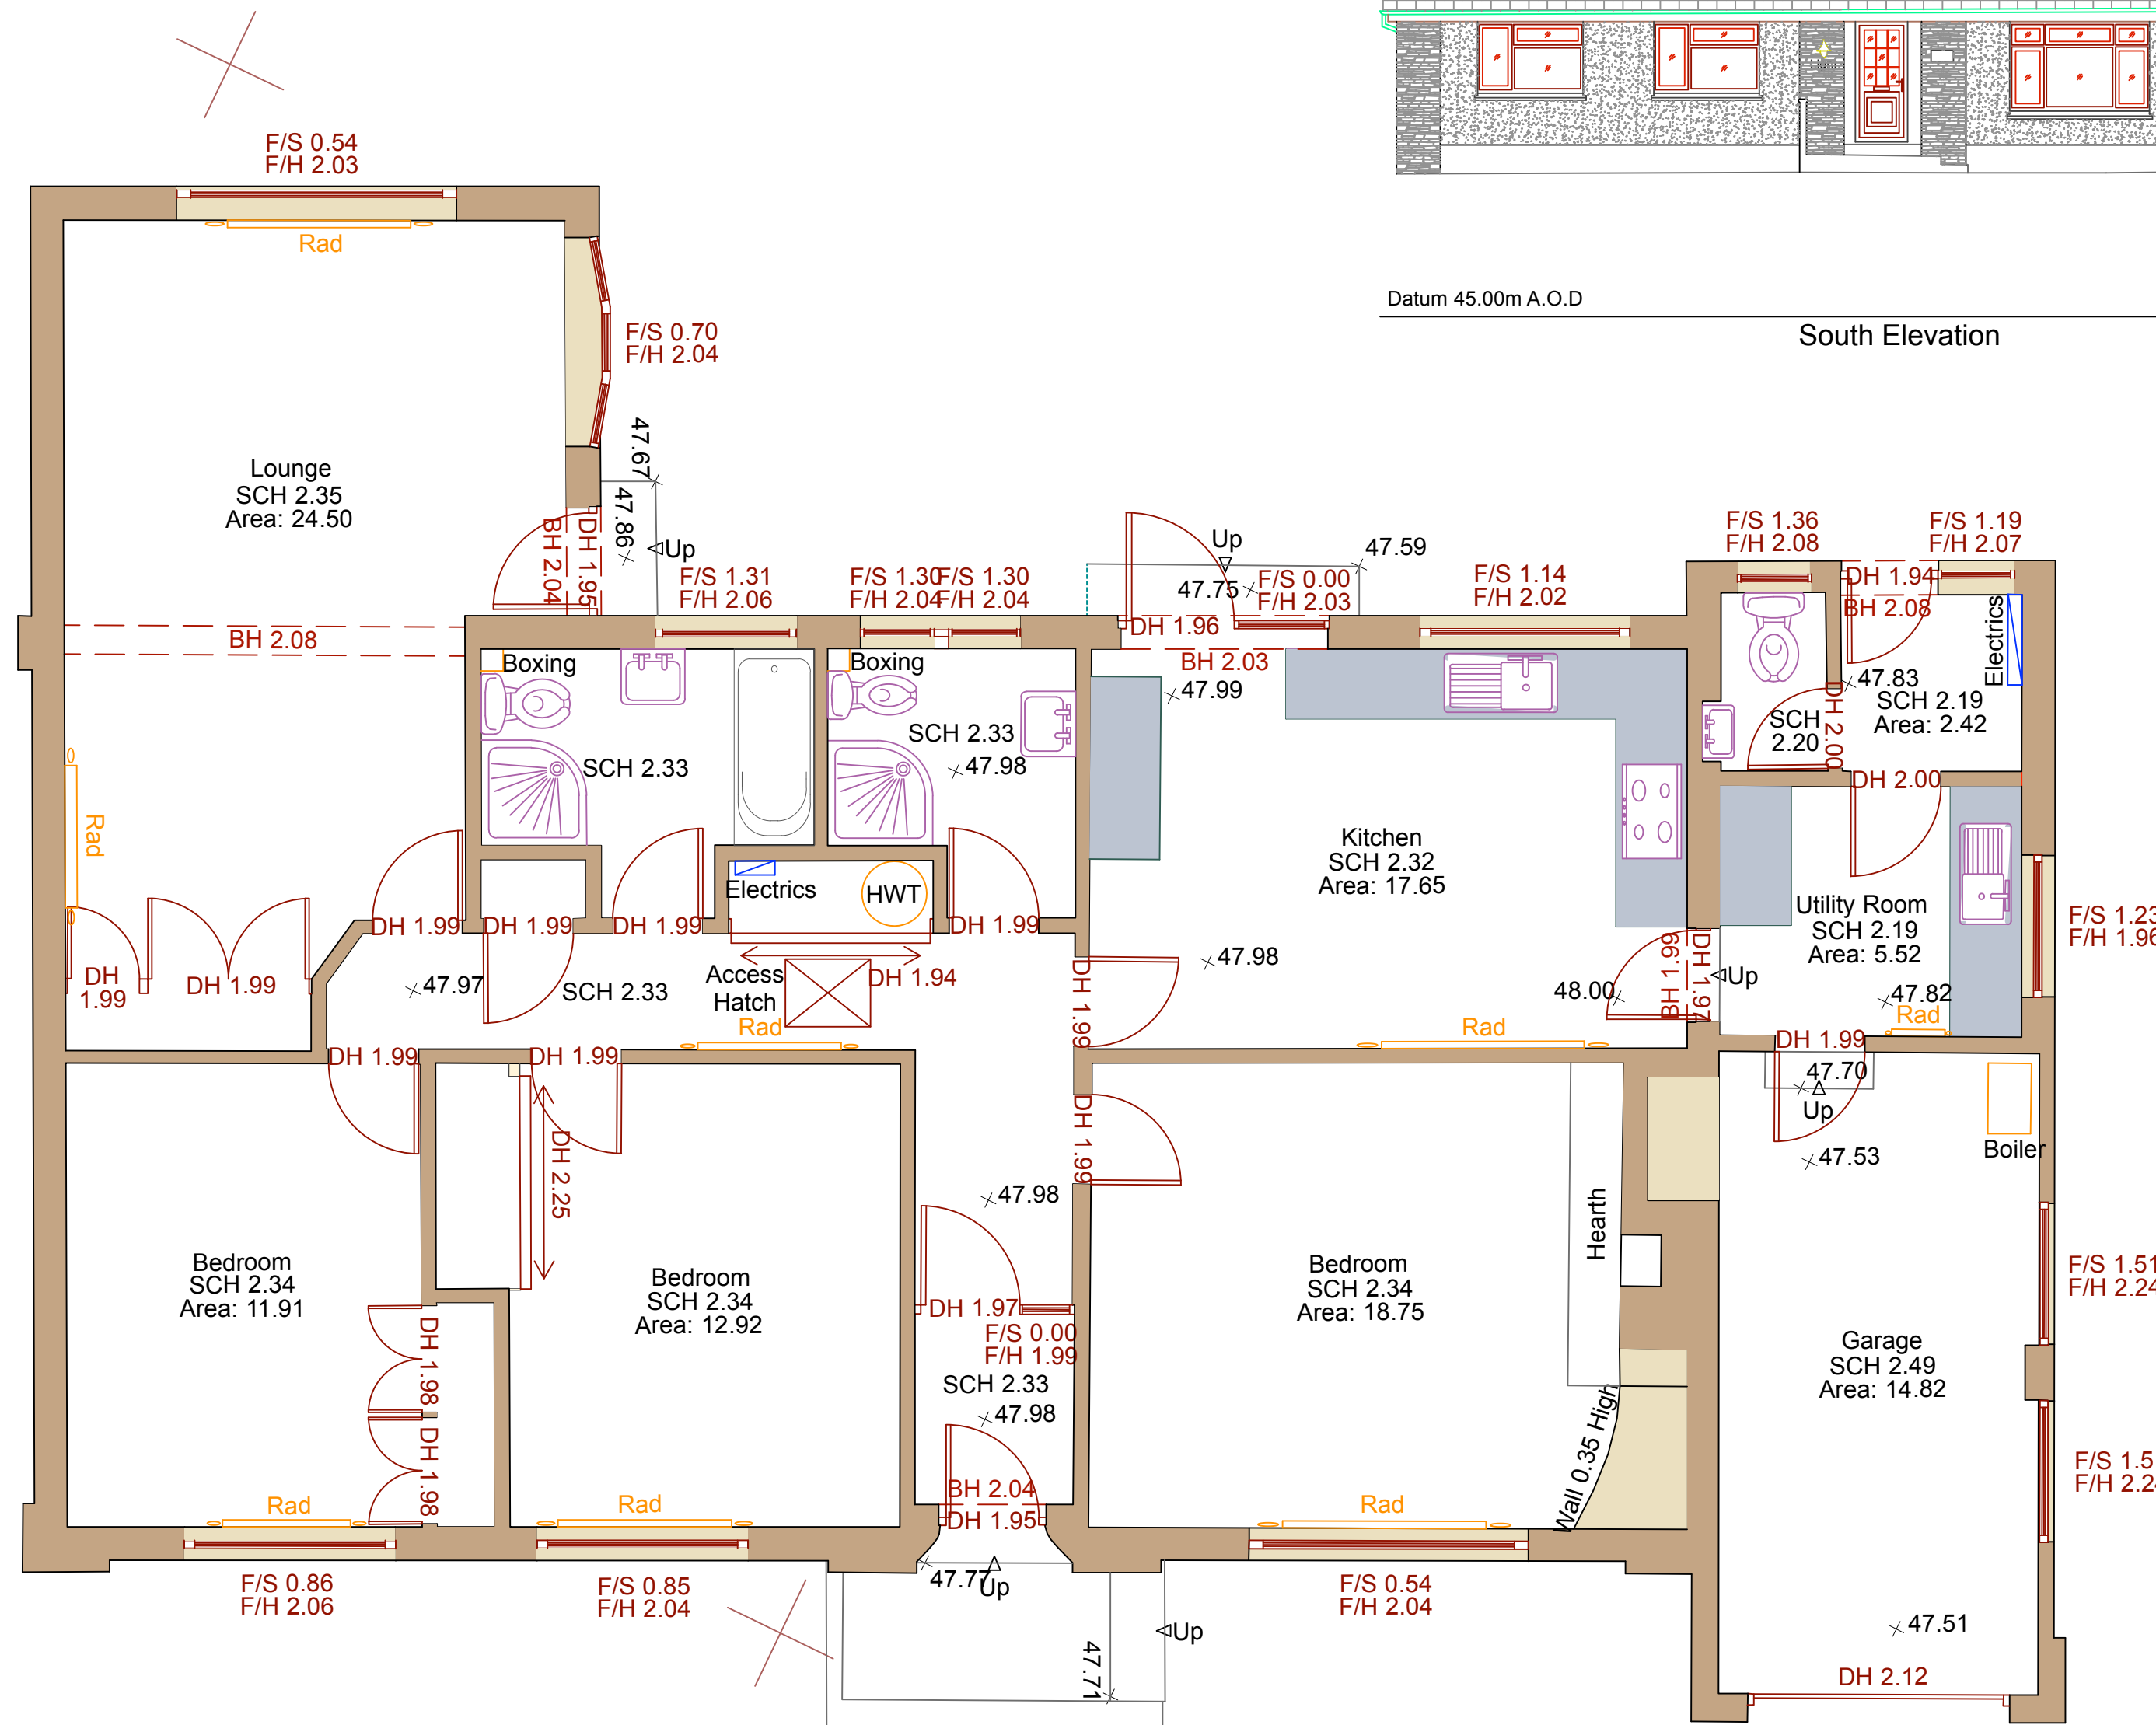 F/S 0.54
F/H 2.03
Rad
F/S 0.70
F/H 2.04
Datum 45.00m A.O.D
South Elevation
Lounge
SCH 2.35
Area: 24.50
47.67
47.86
Up
BH 2.04
DH 1.95
F/S 1.31
F/H 2.06
F/S 1.30
F/H 2.04
F/S 1.30
F/H 2.04
Up
47.59
47.75
F/S 0.00
F/H 2.03
DH 1.96
BH 2.03
F/S 1.14
F/H 2.02
F/S 1.36
F/H 2.08
F/S 1.19
F/H 2.07
DH 1.94
BH 2.08
Electrics
BH 2.08
Boxing
Boxing
SCH 2.33
SCH 2.33
47.98
47.99
47.83
SCH 2.19
Area: 2.42
SCH
2.20
DH 2.00
DH 2.00
Rad
Kitchen
SCH 2.32
Area: 17.65
Electrics
HWT
Utility Room
SCH 2.19
Area: 5.52
F/H 1.96
DH 1.99
DH 1.99
DH 1.99
DH 1.99
DH
1.99
DH 1.99
47.97
SCH 2.33
Access
Hatch
DH 1.94
Rad
47.98
DH 1.99
48.00
BH 1.99
DH 1.97
Up
47.82
Rad
Rad
DH 1.99
47.70
Up
47.53
Boiler
DH 1.99
DH 1.99
DH 2.25
DH 1.99
47.98
Bedroom
SCH 2.34
Area: 11.91
Bedroom
SCH 2.34
Area: 12.92
DH 1.97
F/S 0.00
F/H 1.99
SCH 2.33
47.98
Bedroom
SCH 2.34
Area: 18.75
Hearth
Wall 0.35 High
Garage
SCH 2.49
Area: 14.82
F/S 1.51
F/H 2.24
F/S 1.5
F/H 2.2
DH 1.98
DH 1.98
BH 2.04
DH 1.95
Rad
Rad
Rad
F/S 0.86
F/H 2.06
F/S 0.85
F/H 2.04
47.77
Up
F/S 0.54
F/H 2.04
Up
47.71
47.51
DH 2.12